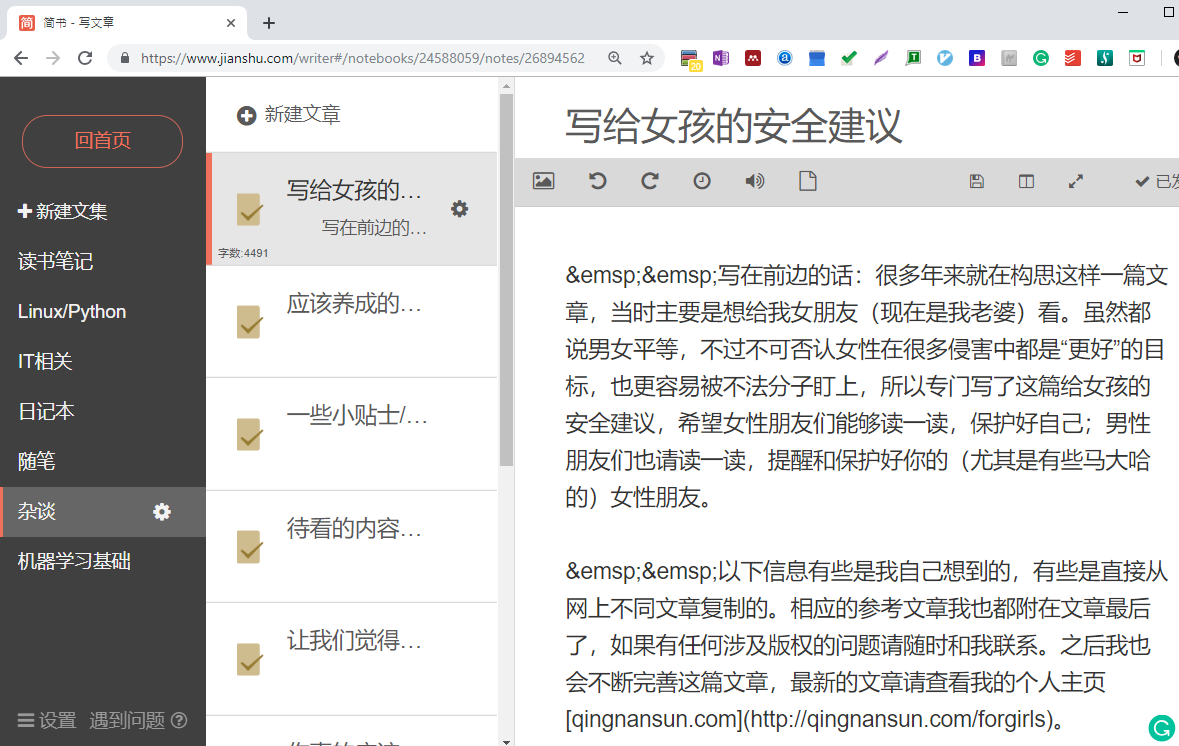 简书 - 写文章
https://www.jianshu.com/writer#/notebooks/24588059/notes/26894562
20
回首页
新建文集
读书笔记
Linux/Python
IT相关
日记本
随笔
杂谈
机器学习基础
设置 遇到问题
新建文章
写给女孩的...
写在前边的...
字数:4491
应该养成的...
一些小贴士/...
待看的内容...
让我们觉得...
写给女孩的安全建议
已发
&emsp;&emsp;写在前边的话：很多年来就在构思这样一篇文
章，当时主要是想给我女朋友（现在是我老婆）看。虽然都
说男女平等，不过不可否认女性在很多侵害中都是“更好”的目
标，也更容易被不法分子盯上，所以专门写了这篇给女孩的
安全建议，希望女性朋友们能够读一读，保护好自己；男性
朋友们也请读一读，提醒和保护好你的（尤其是有些马大哈
的）女性朋友。
&emsp;&emsp;以下信息有些是我自己想到的，有些是直接从
网上不同文章复制的。相应的参考文章我也都附在文章最后
了，如果有任何涉及版权的问题请随时和我联系。之后我也
会不断完善这篇文章，最新的文章请查看我的个人主页
[qingnansun.com](http://qingnansun.com/forgirls)。